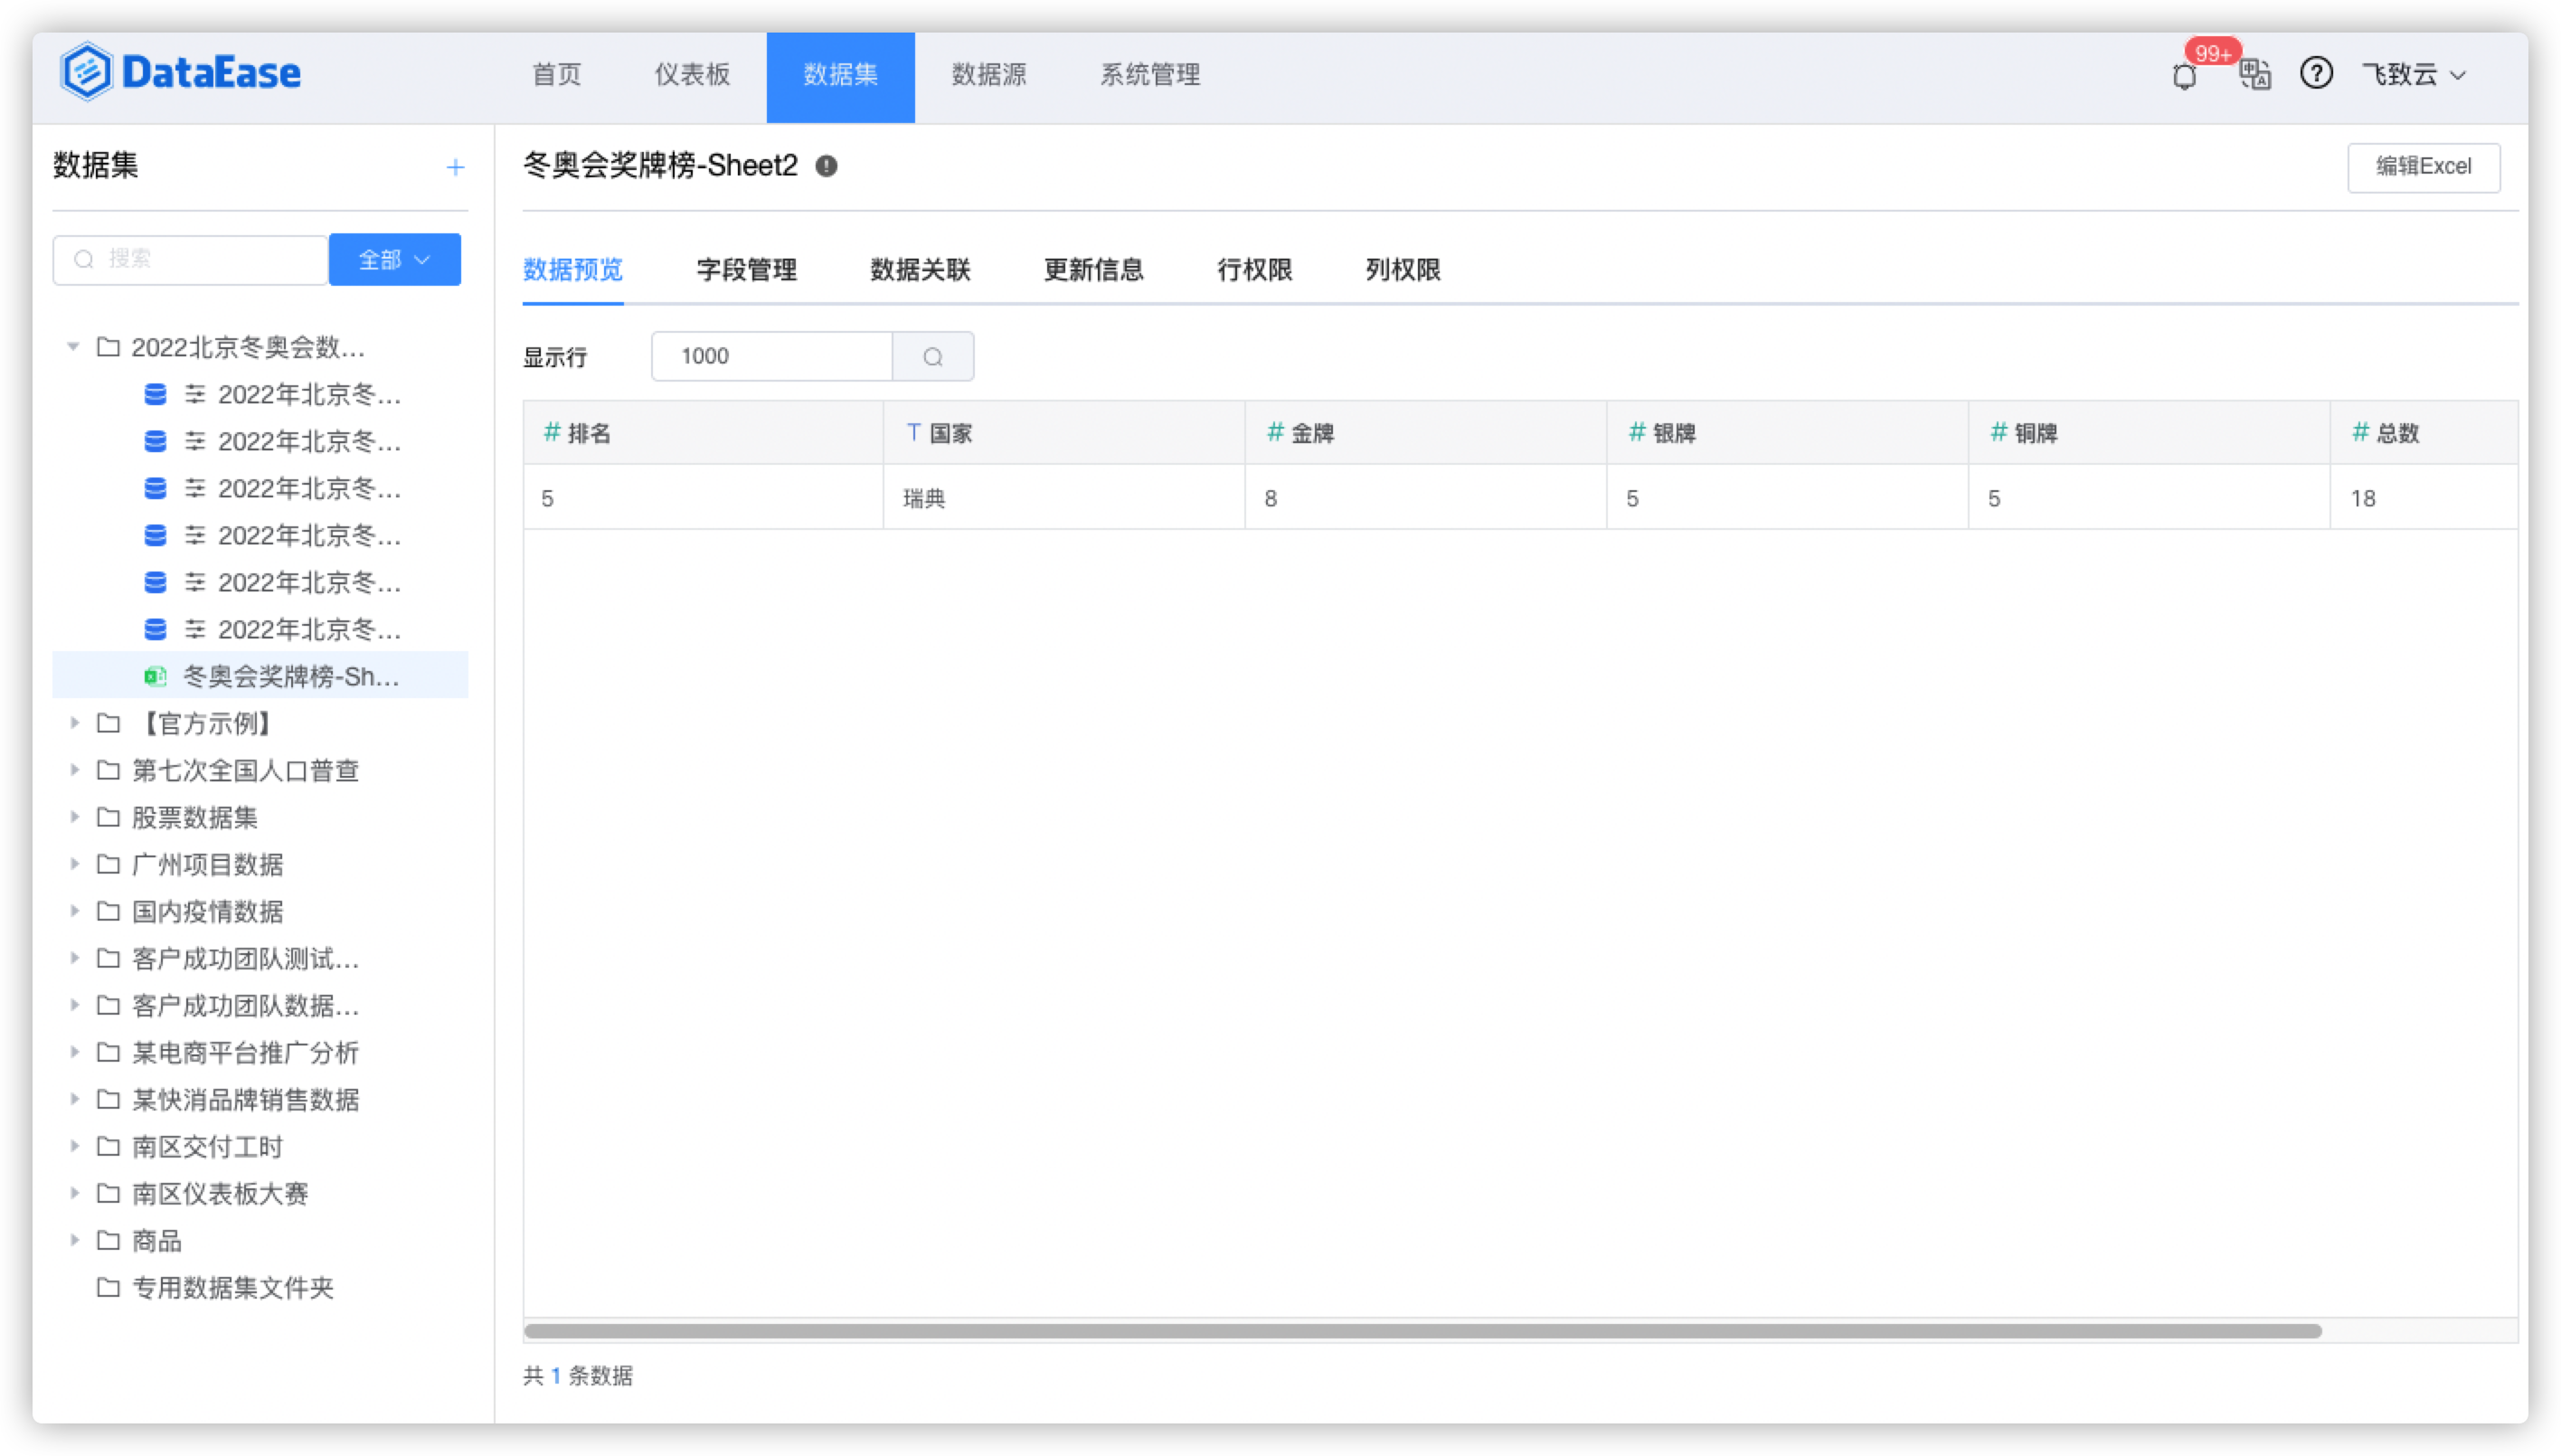 DataEase
首页 仪表板 数据集 数据源 系统管理
99+
飞致云
数据集
搜索 全部
2022北京冬奥会数...
2022年北京冬...
2022年北京冬...
2022年北京冬...
2022年北京冬...
2022年北京冬...
2022年北京冬...
冬奥会奖牌榜-Sh...
【官方示例】
第七次全国人口普查
股票数据集
广州项目数据
国内疫情数据
客户成功团队测试...
客户成功团队数据...
某电商平台推广分析
某快消品牌销售数据
南区交付工时
南区仪表板大赛
商品
专用数据集文件夹
冬奥会奖牌榜-Sheet2
编辑Excel
数据预览 字段管理 数据关联 更新信息 行权限 列权限
显示行 1000
# 排名 T 国家 # 金牌 # 银牌 # 铜牌 # 总数
5 瑞典 8 5 5 18
共 1 条数据